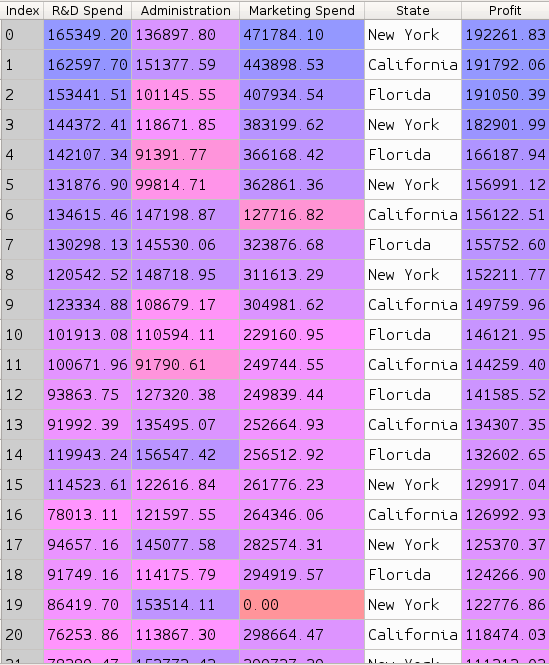 Index R&D Spend Administration Marketing Spend State Profit
0 165349.20 136897.80 471784.10 New York 192261.83
1 162597.70 151377.59 443898.53 California 191792.06
2 153441.51 101145.55 407934.54 Florida 191050.39
3 144372.41 118671.85 383199.62 New York 182901.99
4 142107.34 91391.77 366168.42 Florida 166187.94
5 131876.90 99814.71 362861.36 New York 156991.12
6 134615.46 147198.87 127716.82 California 156122.51
7 130298.13 145530.06 323876.68 Florida 155752.60
8 120542.52 148718.95 311613.29 New York 152211.77
9 123334.88 108679.17 304981.62 California 149759.96
10 101913.08 110594.11 229160.95 Florida 146121.95
11 100671.96 91790.61 249744.55 California 144259.40
12 93863.75 127320.38 249839.44 Florida 141585.52
13 91992.39 135495.07 252664.93 California 134307.35
14 119943.24 156547.42 256512.92 Florida 132602.65
15 114523.61 122616.84 261776.23 New York 129917.04
16 78013.11 121597.55 264346.06 California 126992.93
17 94657.16 145077.58 282574.31 New York 125370.37
18 91749.16 114175.79 294919.57 Florida 124266.90
19 86419.70 153514.11 0.00 New York 122776.86
20 76253.86 113867.30 298664.47 California 118474.03